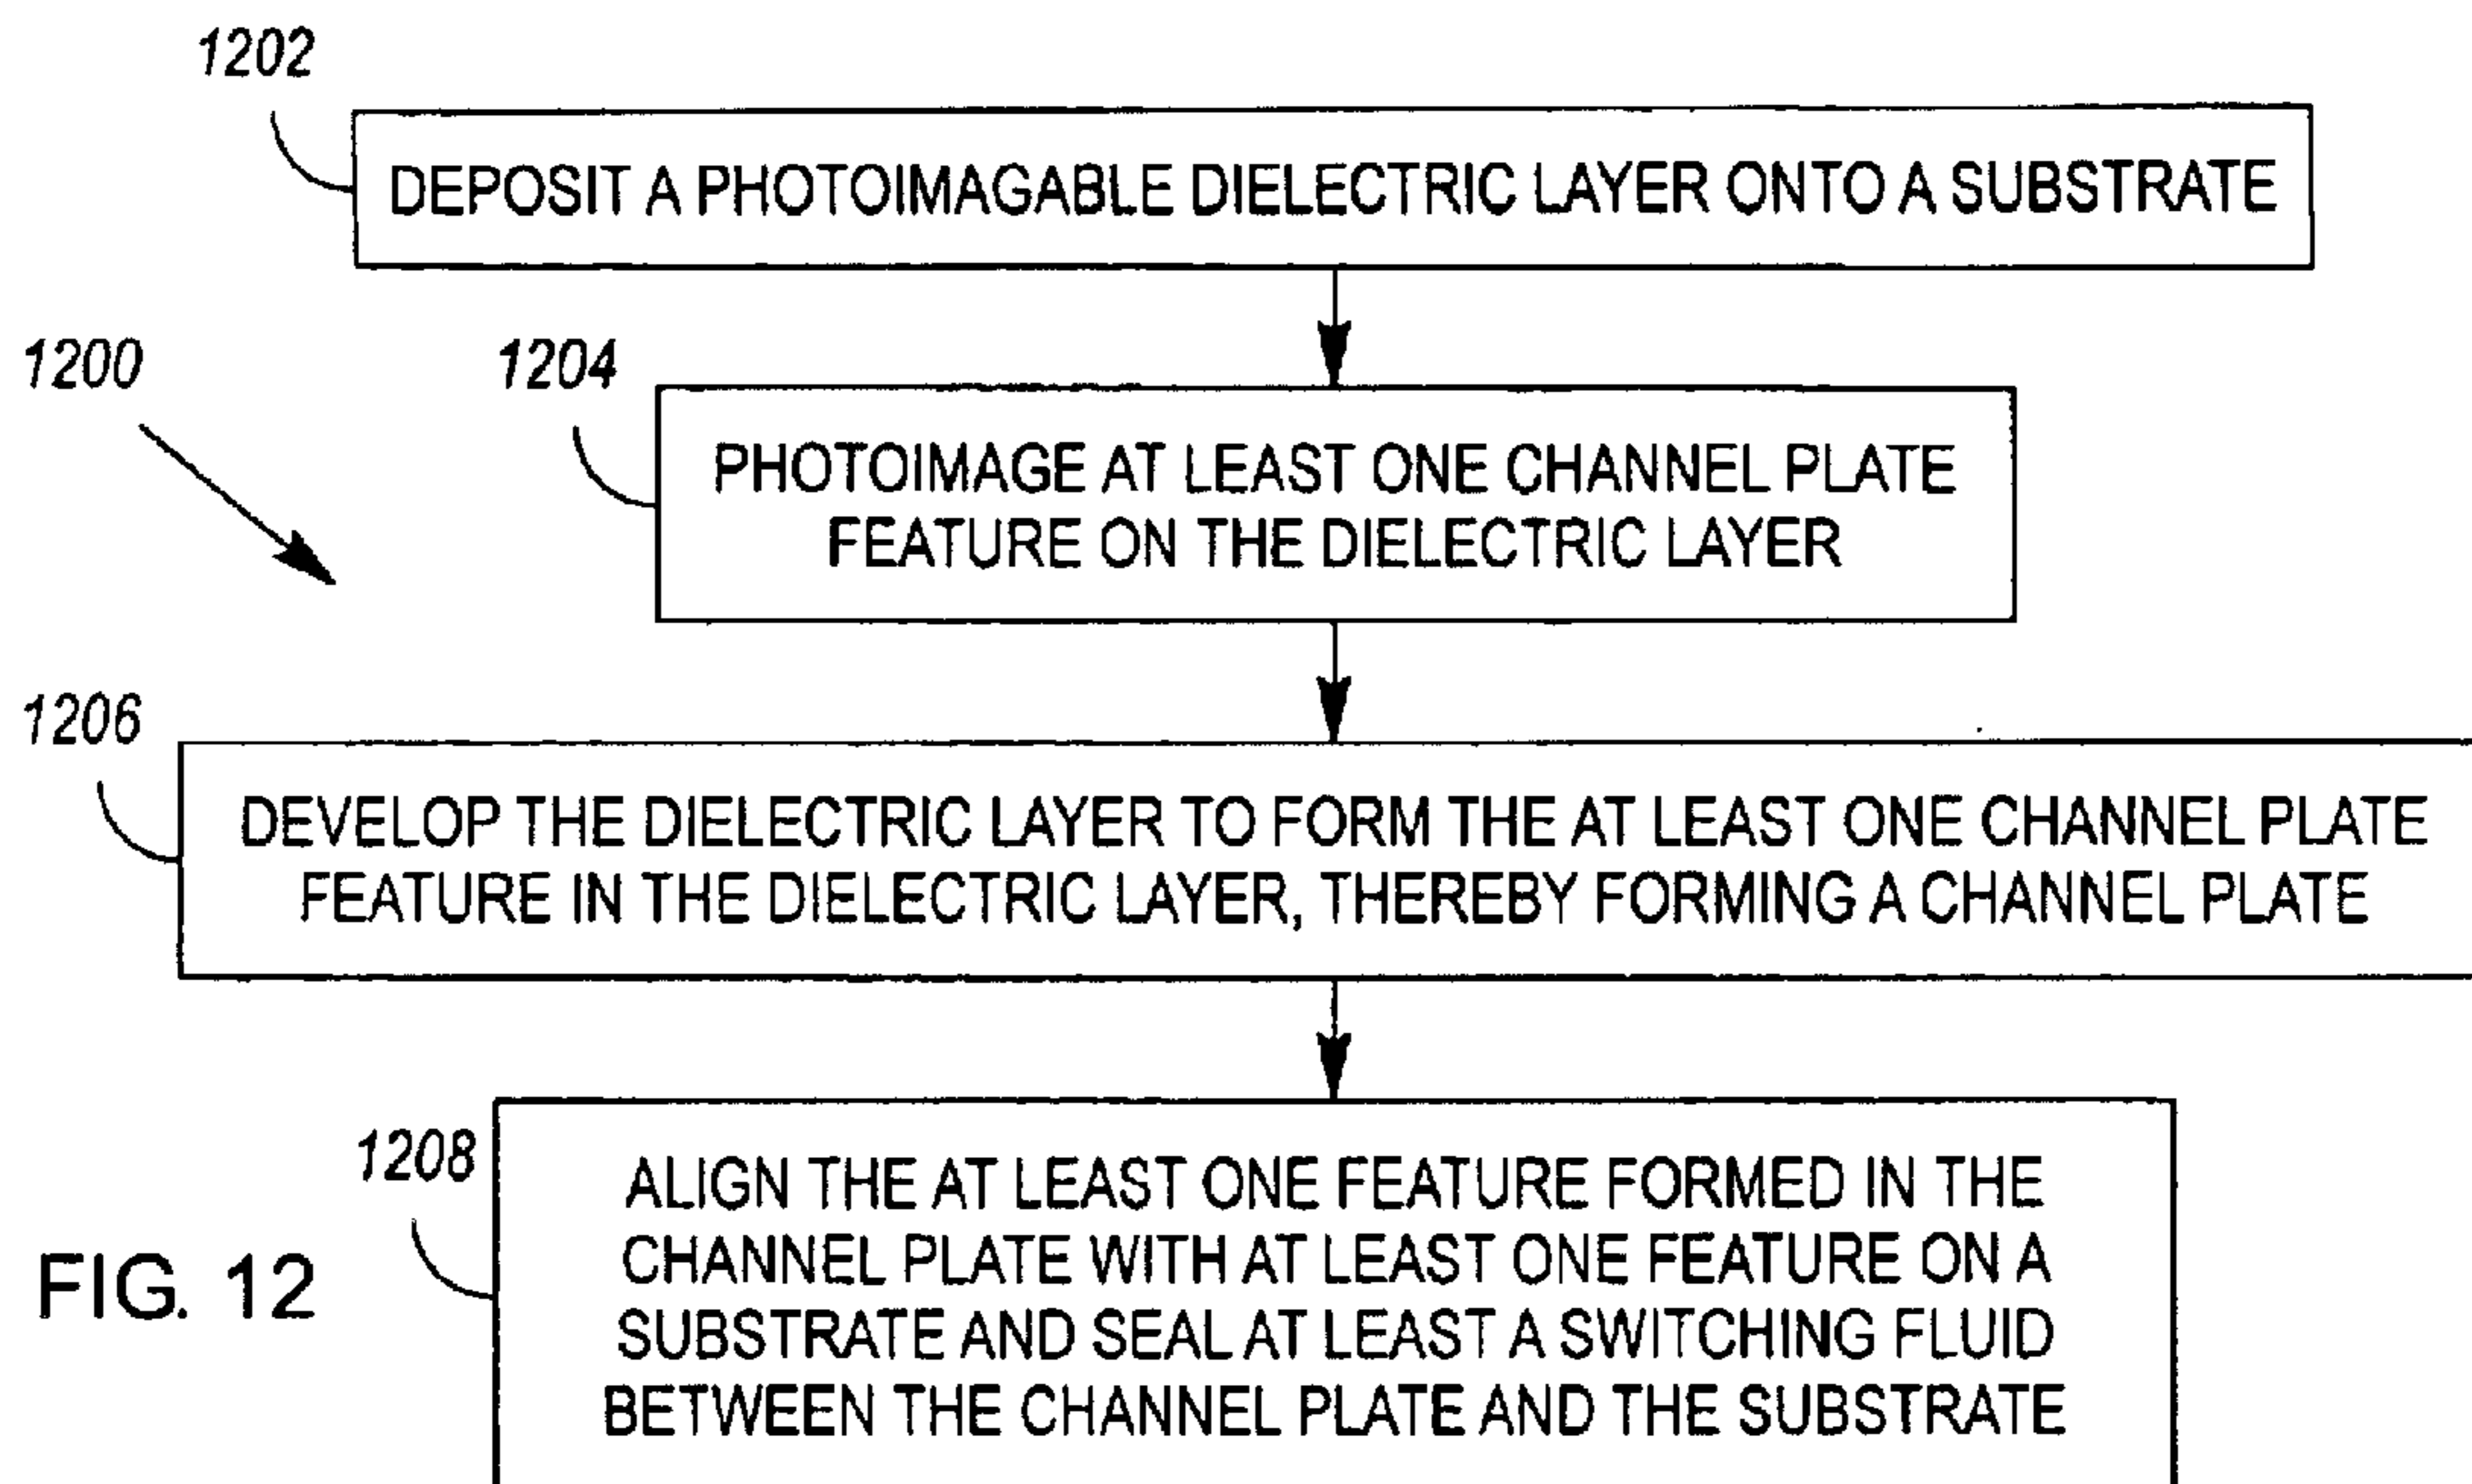 1202
DEPOSIT A PHOTOIMAGABLE DIELECTRIC LAYER ONTO A SUBSTRATE
1200
1204
PHOTOIMAGE AT LEAST ONE CHANNEL PLATE
FEATURE ON THE DIELECTRIC LAYER
1206
DEVELOP THE DIELECTRIC LAYER TO FORM THE AT LEAST ONE CHANNEL PLATE
FEATURE IN THE DIELECTRIC LAYER, THEREBY FORMING A CHANNEL PLATE
1208
ALIGN THE AT LEAST ONE FEATURE FORMED IN THE
CHANNEL PLATE WITH AT LEAST ONE FEATURE ON A
SUBSTRATE AND SEAL AT LEAST A SWITCHING FLUID
BETWEEN THE CHANNEL PLATE AND THE SUBSTRATE
FIG. 12